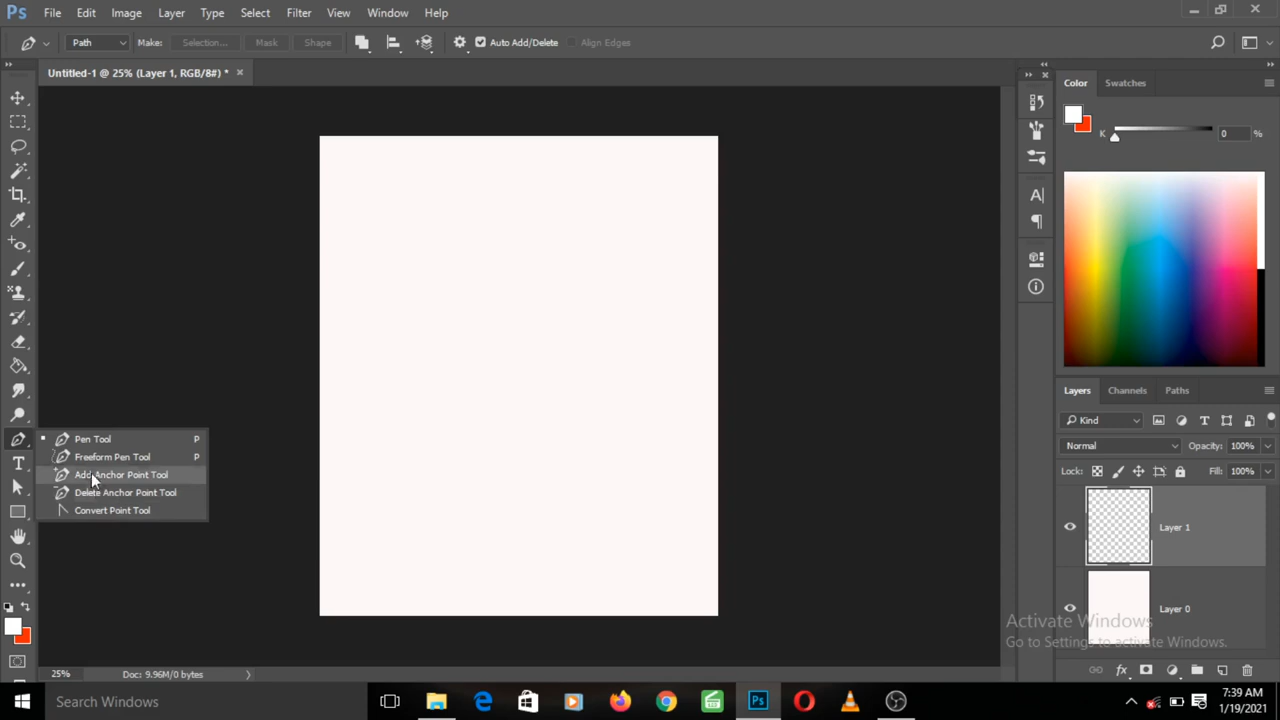 Ps File Edit Image Layer Type Select Filter View Window Help
Path Make: Selection... Mask Shape Auto Add/Delete Align Edges
Untitled-1 @ 25% (Layer 1, RGB/8#) * ×
Color Swatches
K 0 %
Pen Tool P
Freeform Pen Tool P
Add Anchor Point Tool
Delete Anchor Point Tool
Convert Point Tool
Layers Channels Paths
Kind
Normal Opacity: 100%
Lock: Fill: 100%
Layer 1
Layer 0
Activate Windows
Go to Settings to activate Windows.
25% Doc: 9.96M/0 bytes
Search Windows
Ps
7:39 AM
1/19/2021